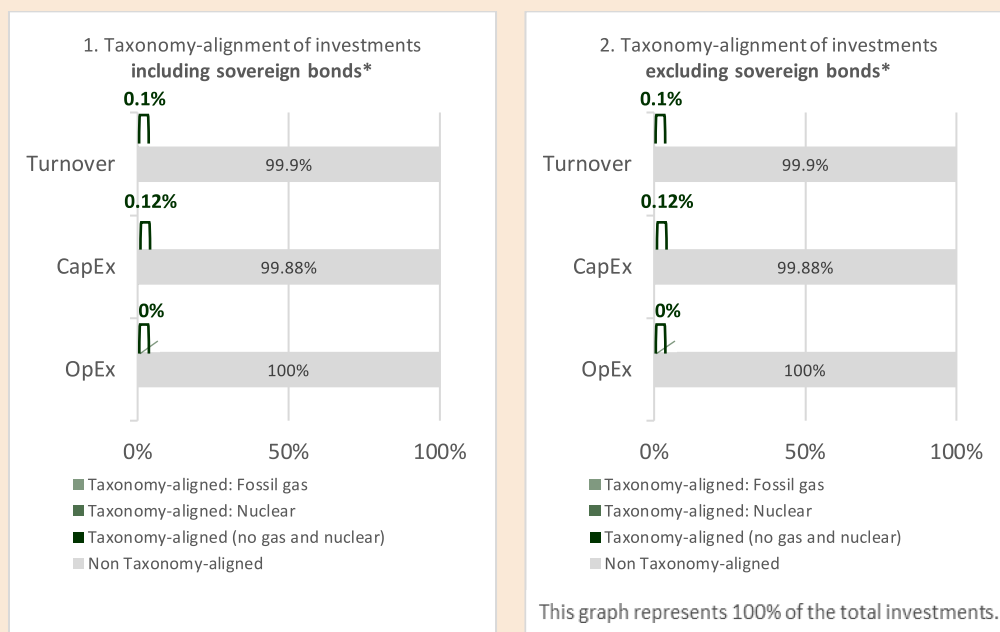 1. Taxonomy-alignment of investments
including sovereign bonds*
0.1%
Turnover
99.9%
0.12%
CapEx
99.88%
0%
OpEx
100%
0%
50%
100%
Taxonomy-aligned: Fossil gas
Taxonomy-aligned: Nuclear
Taxonomy-aligned (no gas and nuclear)
Non Taxonomy-aligned
2. Taxonomy-alignment of investments
excluding sovereign bonds*
0.1%
Turnover
99.9%
0.12%
CapEx
99.88%
0%
OpEx
100%
0%
50%
100%
Taxonomy-aligned: Fossil gas
Taxonomy-aligned: Nuclear
Taxonomy-aligned (no gas and nuclear)
Non Taxonomy-aligned
This graph represents 100% of the total investments.